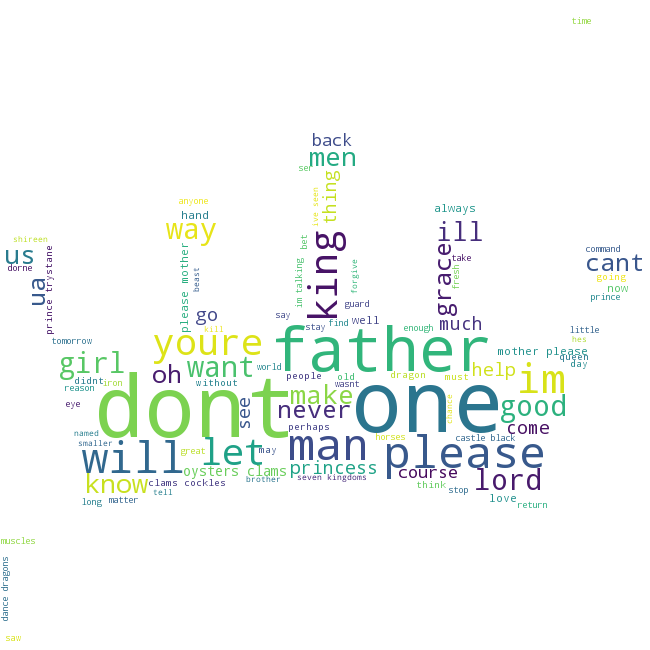 time
back
men
ser
ive seen
thing
anyone
hand
way
always
ill
shireen
us
dorne
prince trystane
ua
please mother
beast
king
bet
im talking
forgive
grace
take
fresh
command
cant
going
now
prince
go
kill
say
guard
stay
find
well
enough
much
little
hes
tomorrow
youre
father
mother please
queen
day
girl
oh
want
world
people
old
wasnt
dragon
must
help
im
didnt
iron
reason
without
eye
dont
see
make
never
one
chance
good
come
perhaps
named
smaller
will
great
let
may
man
horses
castle black
please
oysters clams
princess
course
lord
know
clams cockles
brother
seven kingdoms
think
stop
tell
long
matter
love
return
muscles
dance dragons
saw